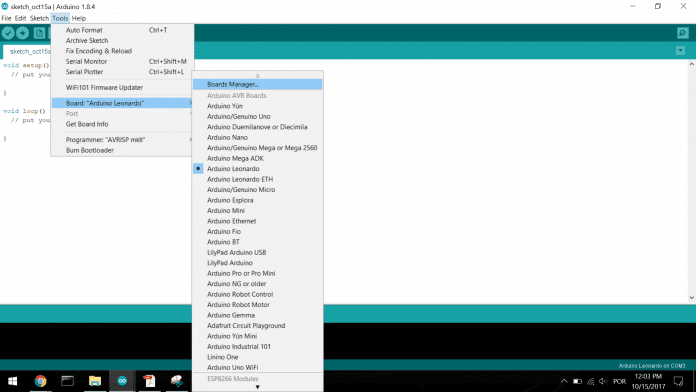 sketch_oct15a | Arduino 1.8.4
File Edit Sketch Tools Help
sketch_oct15a
void setup()
// put you
}
void loop()
// put you
}
Auto Format Ctrl+T
Archive Sketch
Fix Encoding & Reload
Serial Monitor Ctrl+Shift+M
Serial Plotter Ctrl+Shift+L
WiFi101 Firmware Updater
Board: "Arduino Leonardo"
Port
Get Board Info
Programmer: "AVRISP mkII"
Burn Bootloader
Boards Manager...
Arduino AVR Boards
Arduino Yún
Arduino/Genuino Uno
Arduino Duemilanove or Diecimila
Arduino Nano
Arduino/Genuino Mega or Mega 2560
Arduino Mega ADK
Arduino Leonardo
Arduino Leonardo ETH
Arduino/Genuino Micro
Arduino Esplora
Arduino Mini
Arduino Ethernet
Arduino Fio
Arduino BT
LilyPad Arduino USB
LilyPad Arduino
Arduino Pro or Pro Mini
Arduino NG or older
Arduino Robot Control
Arduino Robot Motor
Arduino Gemma
Adafruit Circuit Playground
Arduino Yún Mini
Arduino Industrial 101
Linino One
Arduino Uno WiFi
ESP8266 Modules
Arduino Leonardo on COM3
POR
12:03 PM
10/15/2017